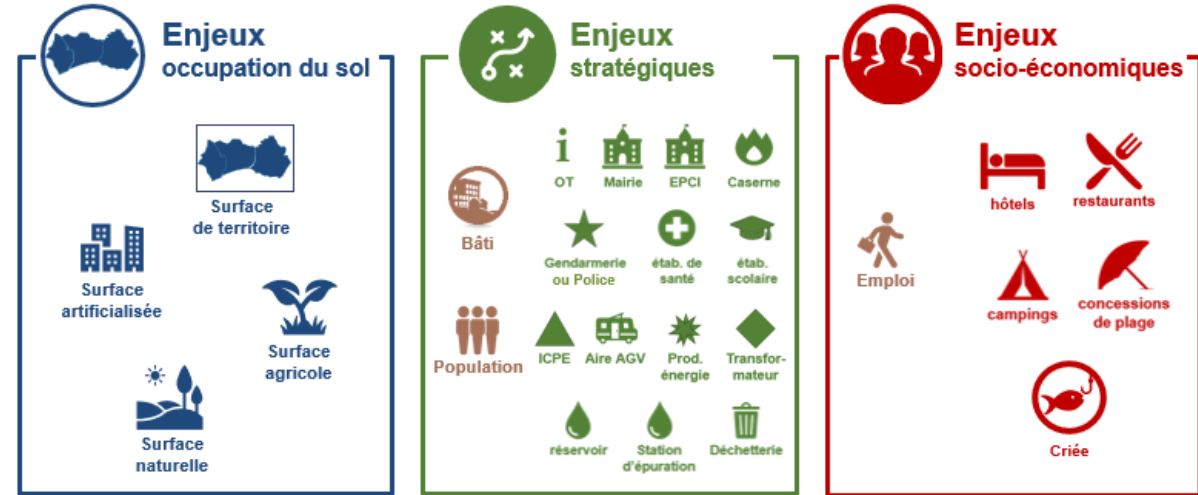 Enjeux
occupation du sol
Surface
de territoire
Surface
artificialisée
Surface
agricole
Surface
naturelle
Enjeux
stratégiques
Bâti
Population
OT
Mairie
EPCI
Caserne
Gendarmerie
ou Police
étab. de
santé
étab.
scolaire
ICPE
Aire AGV
Prod.
énergie
Transfor-
mateur
réservoir
Station
d'épuration
Déchetterie
Enjeux
socio-économiques
Emploi
hôtels
restaurants
campings
concessions
de plage
Criée